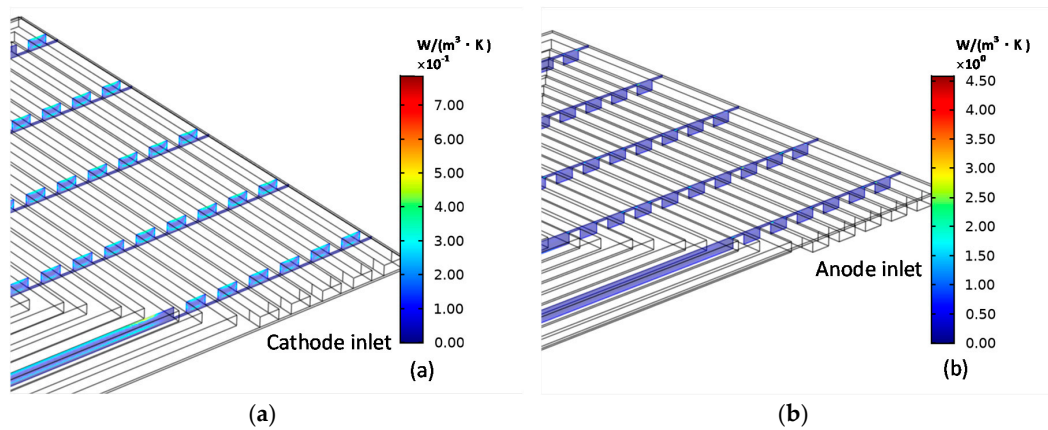 W/(m³ · K)
×10⁻¹
7.00
6.00
5.00
4.00
3.00
2.00
1.00
0.00
Cathode inlet
(a)
W/(m³ · K)
×10⁰
4.50
4.00
3.50
3.00
2.50
2.00
1.50
1.00
0.50
0.00
Anode inlet
(b)
(a)
(b)